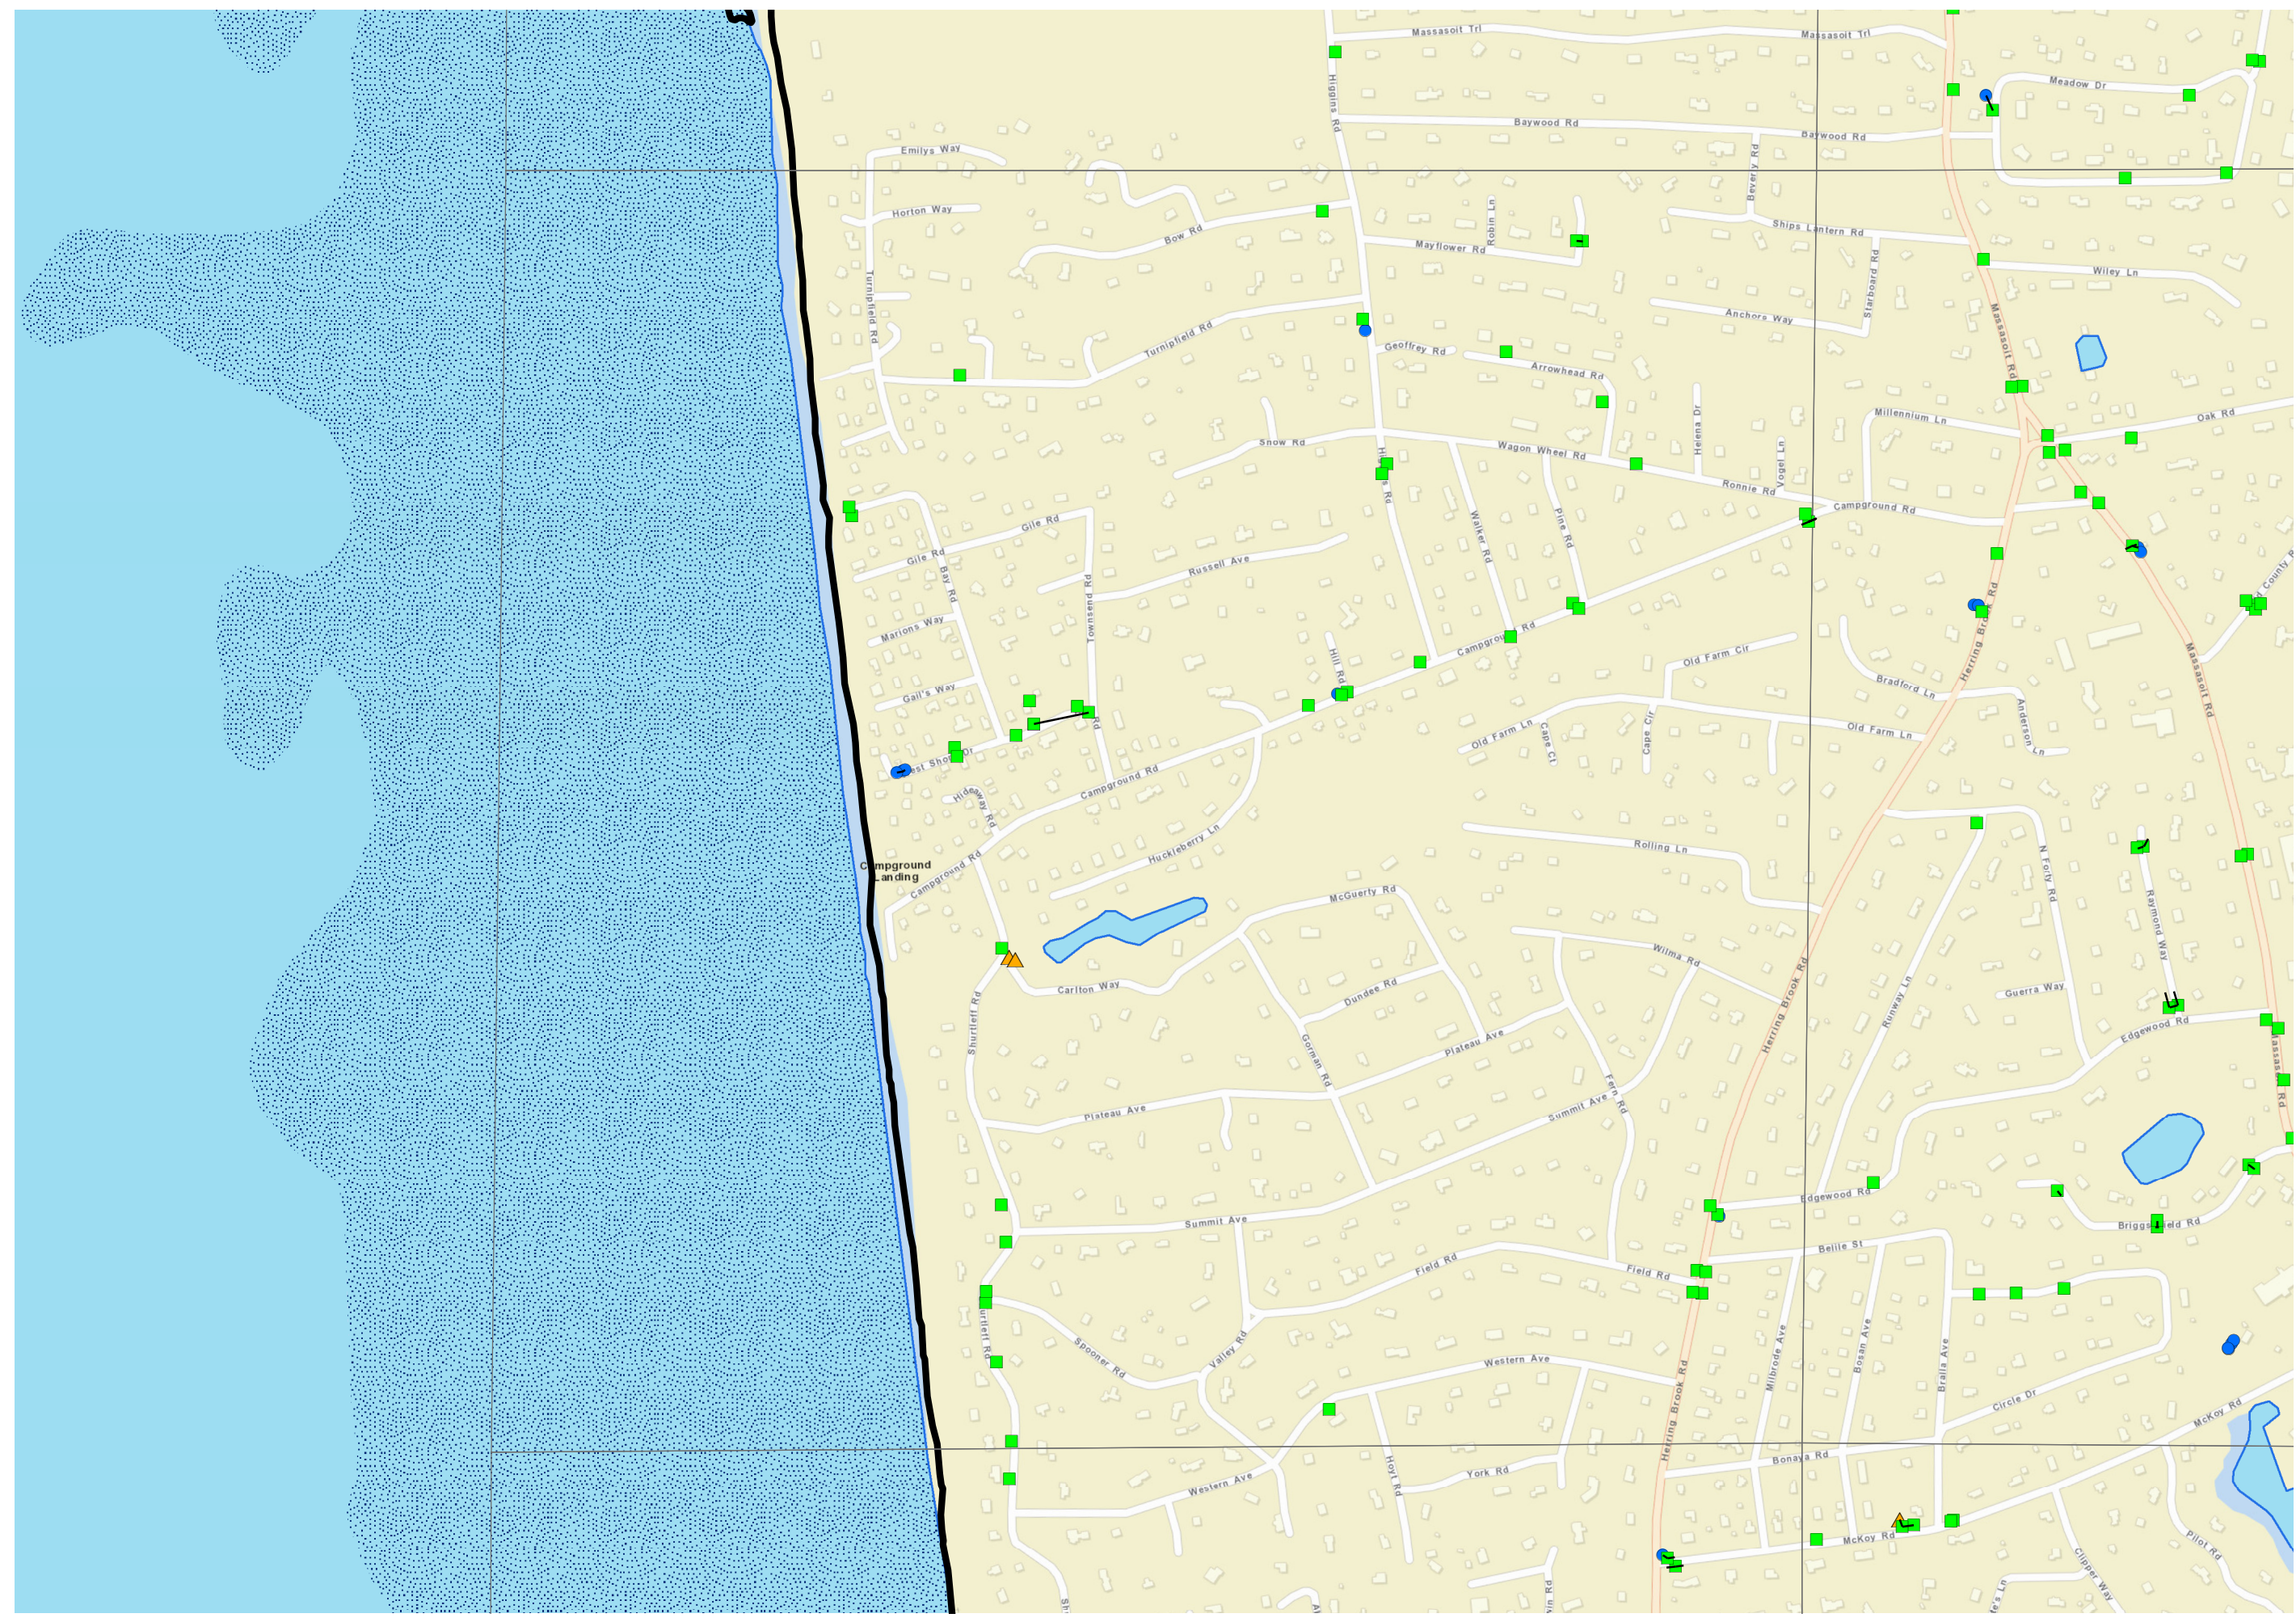 Massasoit Trl
Massasoit Trl
Meadow Dr
Higgins Rd
Baywood Rd
Baywood Rd
Emilys Way
Beverly Rd
Horton Way
Robin Ln
Bow Rd
Mayflower Rd
Ships Lantern Rd
Wiley Ln
Turnipfield Rd
Starboard Rd
Anchors Way
Massasoit Rd
Turnipfield Rd
Geoffrey Rd
Arrowhead Rd
Millennium Ln
Oak Rd
Helena Dr
Snow Rd
Wagon Wheel Rd
Vogel Ln
Ronnie Rd
Campground Rd
Gile Rd
Walker Rd
Pine Rd
Gile Rd
Russell Ave
Bay Rd
Townsend Rd
Marions Way
Campground Rd
Hill Rd
Old Farm Cir
Herring Brook Rd
Massasoit Rd
Gail's Way
Bradford Ln
Old Farm Ln
Cape Ct
Cape Cir
Old Farm Ln
Anderson Ln
Hideaway Rd
Campground Rd
Huckleberry Ln
Rolling Ln
Campground Rd
N Forty Rd
McGuerty Rd
Raymond Way
Wilma Rd
Carlton Way
Dundee Rd
Herring Brook Rd
Runway Ln
Guerra Way
Shurtleff Rd
Edgewood Rd
Gorman Rd
Plateau Ave
Fern Rd
Plateau Ave
Summit Ave
Edgewood Rd
Summit Ave
Belle St
Field Rd
Field Rd
Spooner Rd
Valley Rd
Western Ave
Milbrode Ave
Bosan Ave
Braila Ave
Herring Brook Rd
Circle Dr
McKoy Rd
Western Ave
Hoyt Rd
York Rd
Bonaya Rd
McKoy Rd
Clipper Way
Pilot Rd